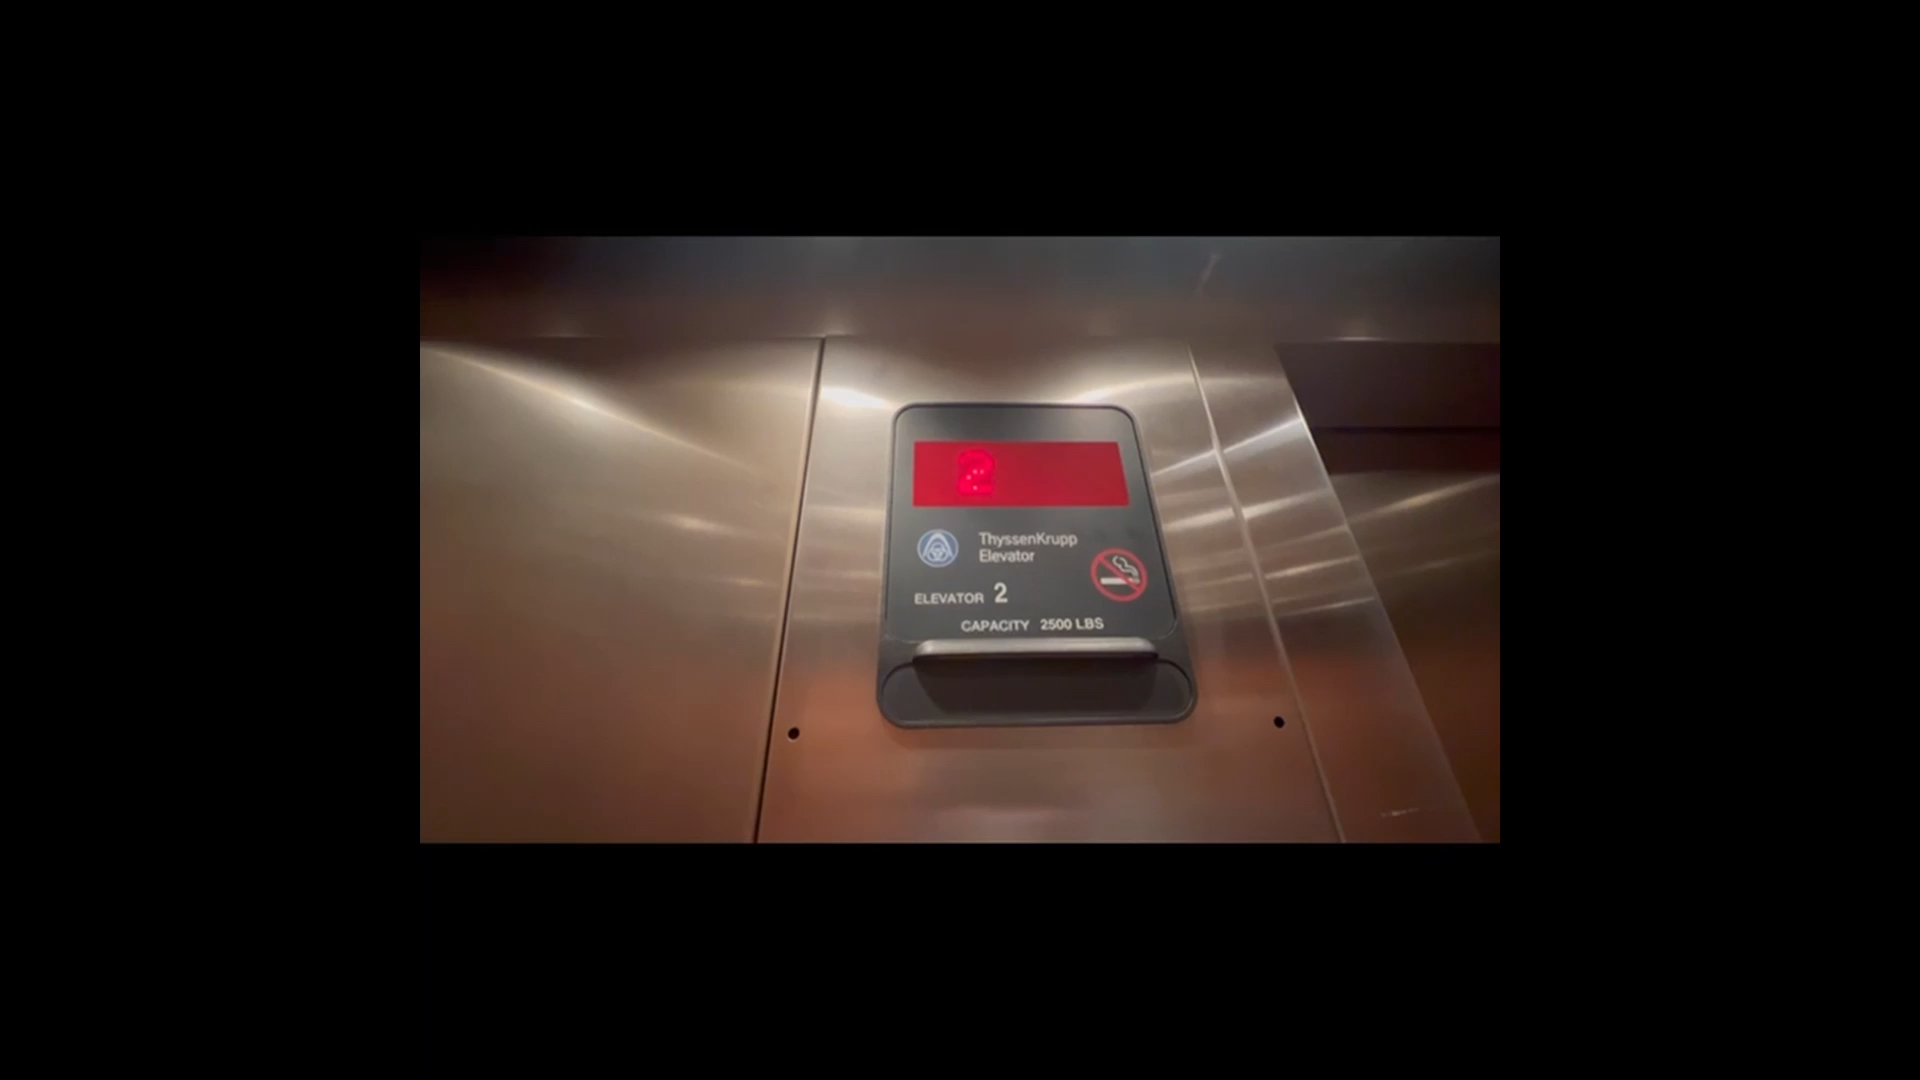 2
ThyssenKrupp
Elevator
ELEVATOR 2
CAPACITY 2500 LBS